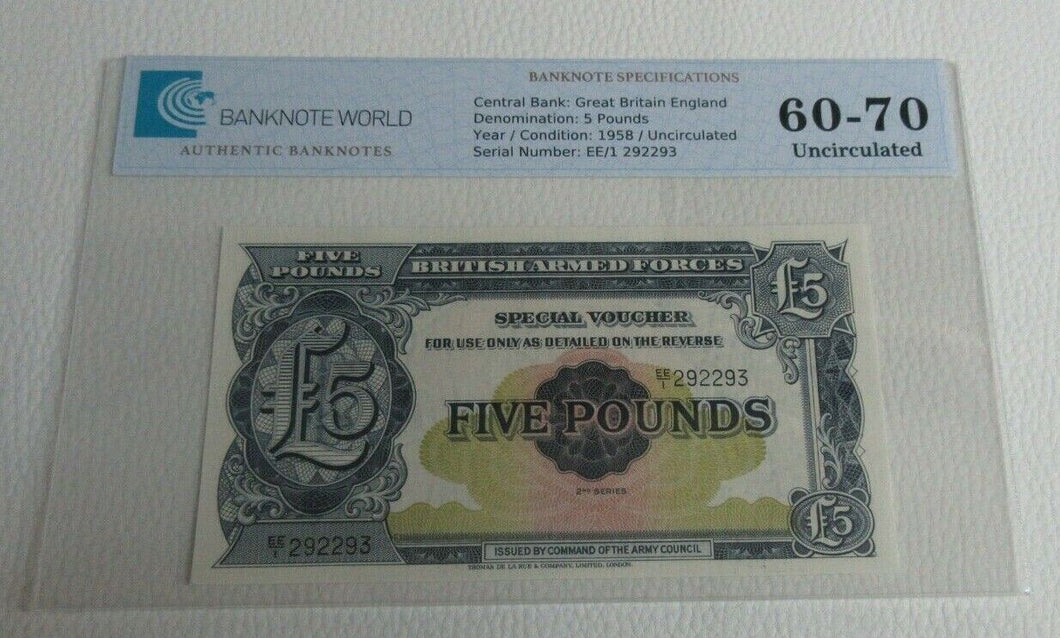 BANKNOTE WORLD
AUTHENTIC BANKNOTES
BANKNOTE SPECIFICATIONS
Central Bank: Great Britain England
Denomination: 5 Pounds
Year / Condition: 1958 / Uncirculated
Serial Number: EE/1 292293
60-70
Uncirculated
FIVE
POUNDS
BRITISH ARMED FORCES
£5
SPECIAL VOUCHER
FOR USE ONLY AS DETAILED ON THE REVERSE
EE/1 292293
£5
FIVE POUNDS
2ND SERIES
£5
EE/1 292293
ISSUED BY COMMAND OF THE ARMY COUNCIL
THOMAS DE LA RUE & COMPANY, LIMITED, LONDON.